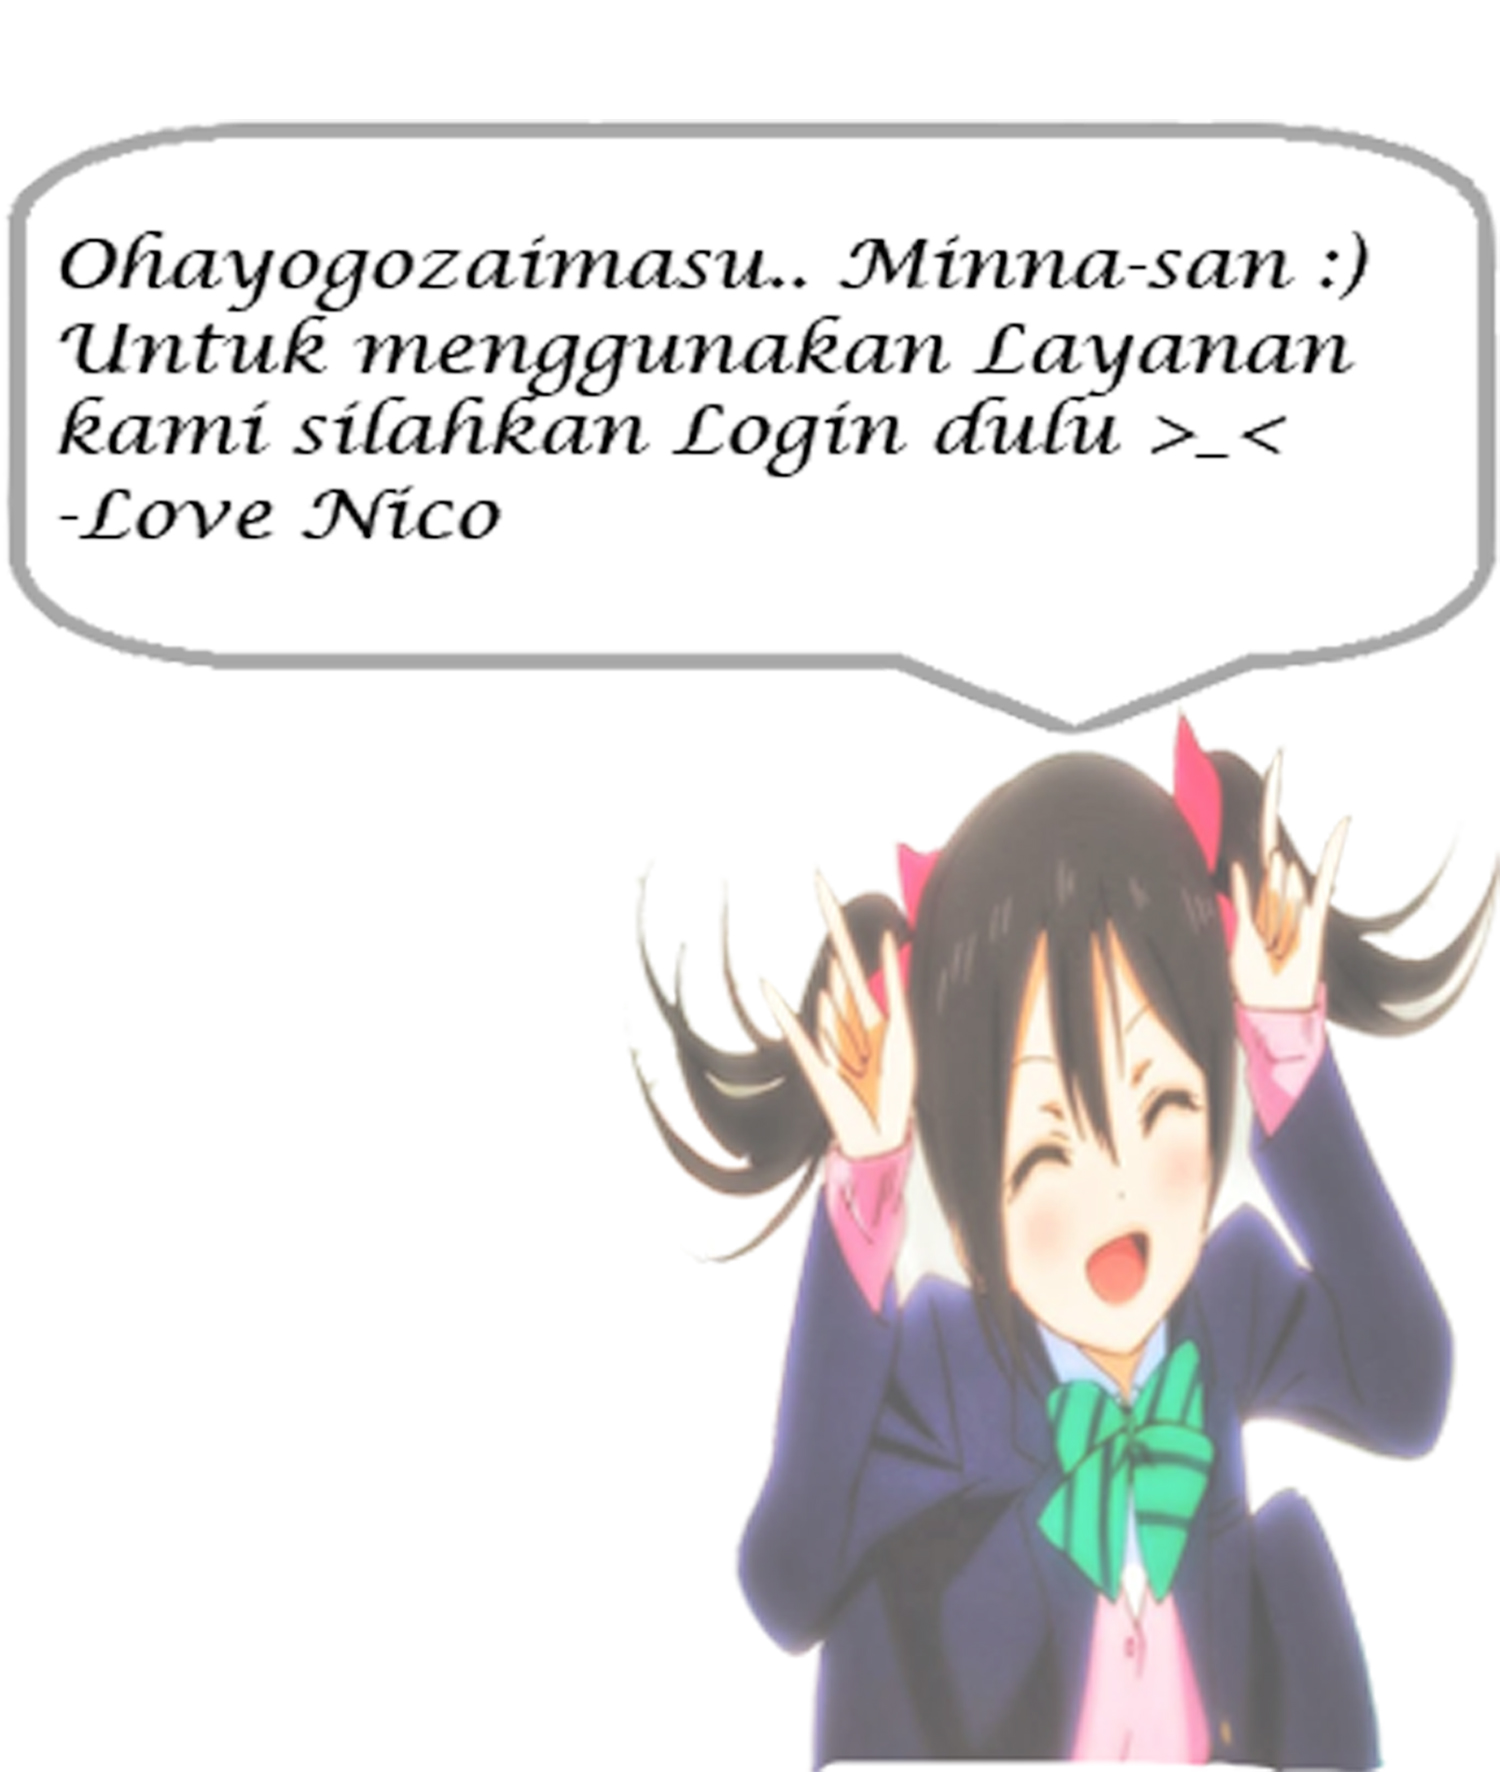 Ohayogozaimasu.. Minna-san :)
Untuk menggunakan Layanan
kami silahkan Login dulu >_<
-Love Nico